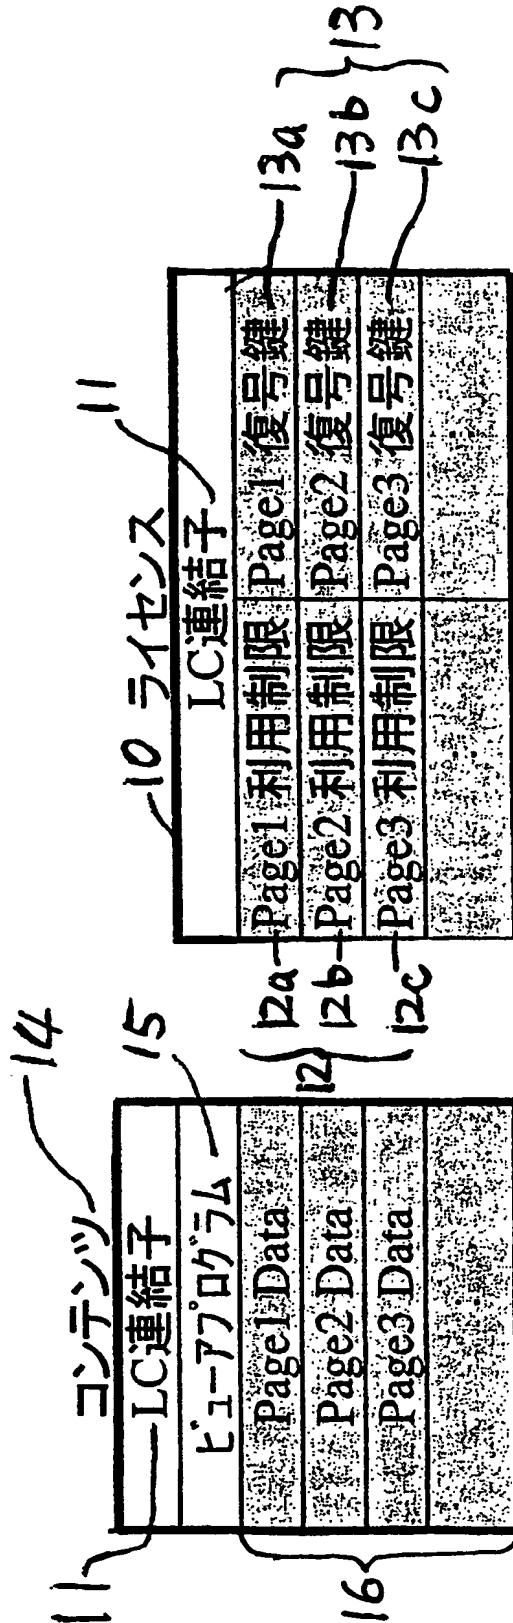 コンテンツ 14
11 LC連結子
ビューアプログラム 15
Page1 Data
Page2 Data
Page3 Data
16
10 ライセンス
LC連結子 11
12
12a Page1 利用制限 Page1 復号鍵 13a
12b Page2 利用制限 Page2 復号鍵 13b
12c Page3 利用制限 Page3 復号鍵 13c
13